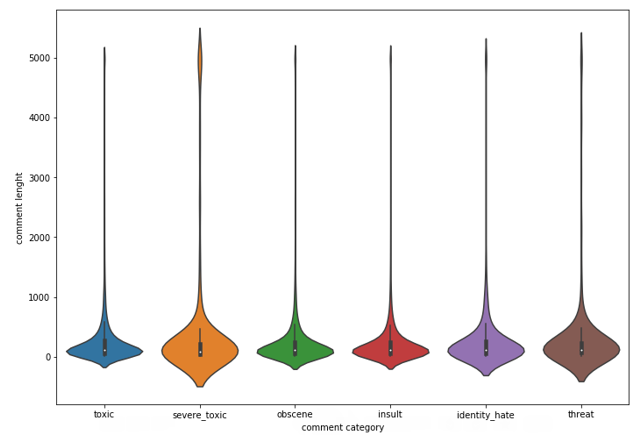 5000
4000
3000
2000
1000
0
comment lenght
toxic severe_toxic obscene insult identity_hate threat
comment category